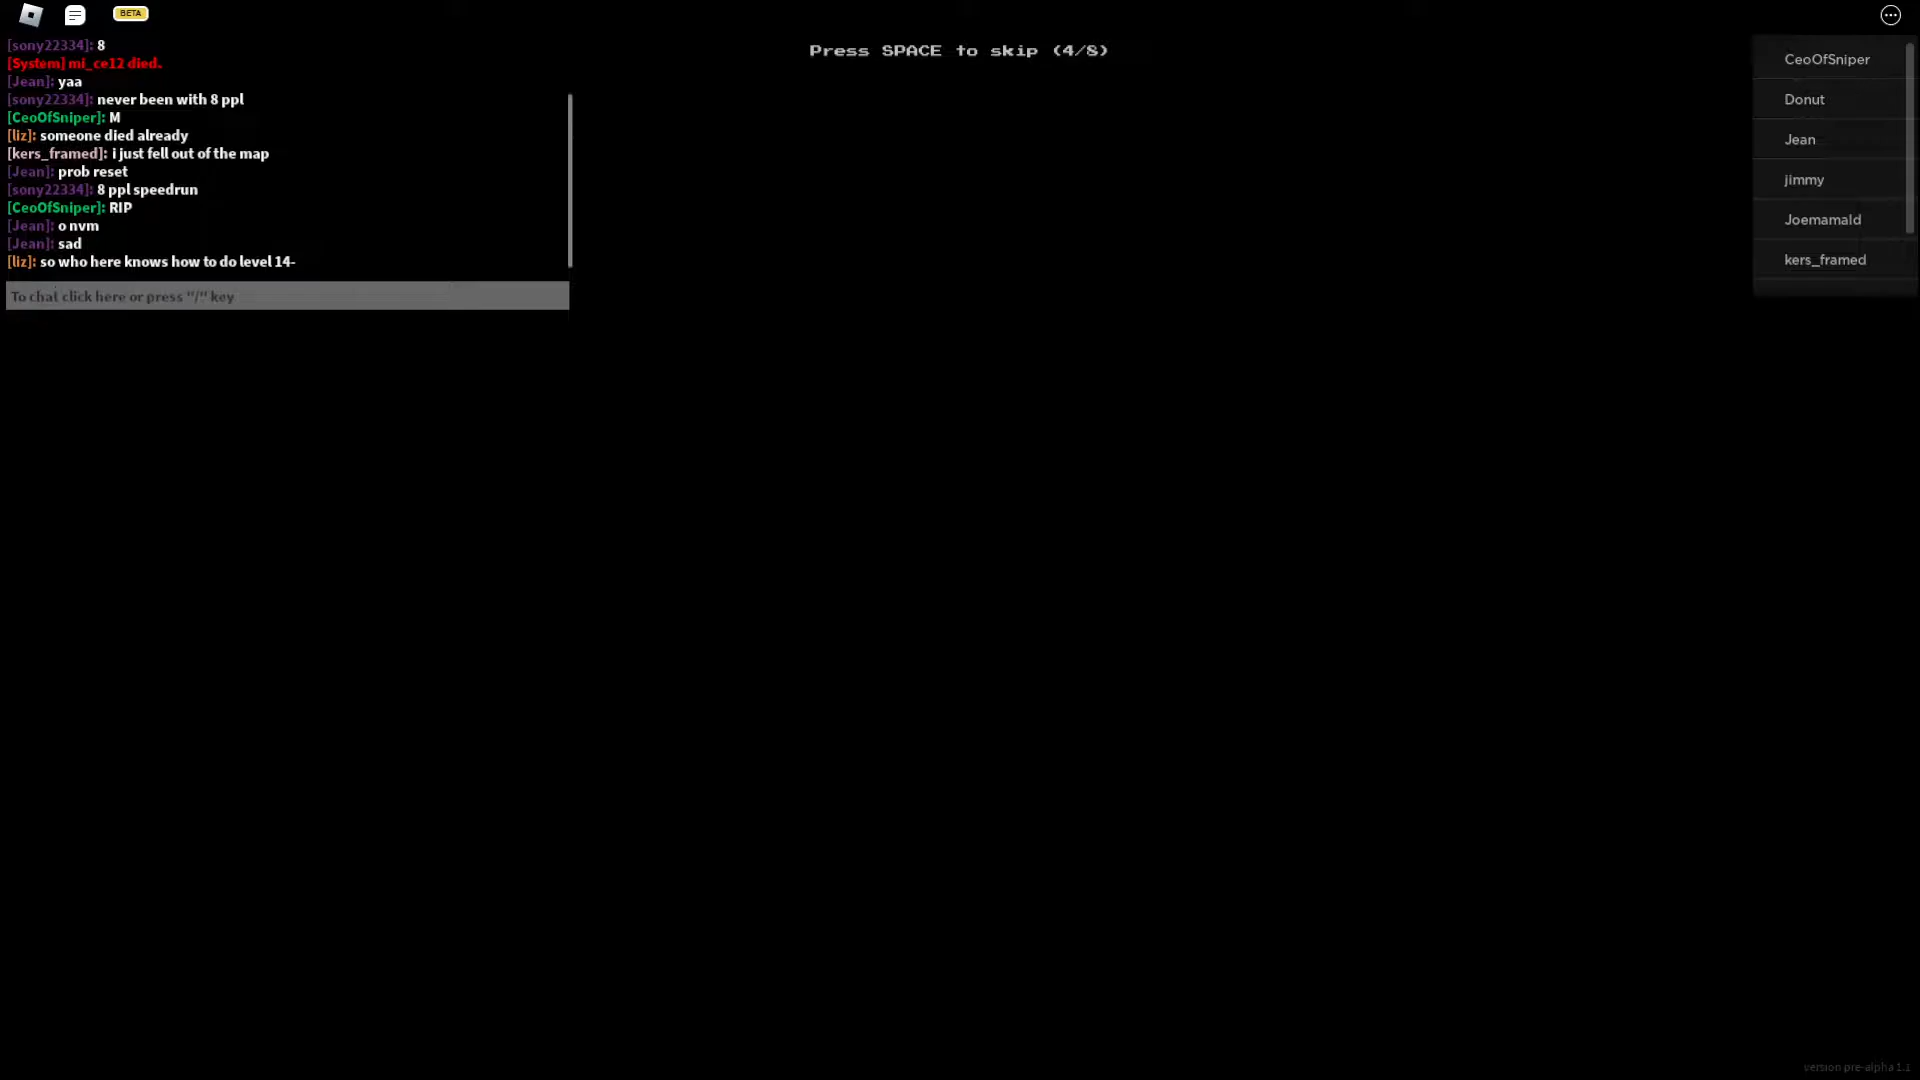 BETA
[sony22334]: 8
[System] mi_ce12 died.
[Jean]: yaa
[sony22334]: never been with 8 ppl
[CeoOfSniper]: M
[liz]: someone died already
[kers_framed]: i just fell out of the map
[Jean]: prob reset
[sony22334]: 8 ppl speedrun
[CeoOfSniper]: RIP
[Jean]: o nvm
[Jean]: sad
[liz]: so who here knows how to do level 14-
To chat click here or press "/" key
Press SPACE to skip (4/8)
CeoOfSniper
Donut
Jean
jimmy
Joemamald
kers_framed
version pre-alpha 1.1